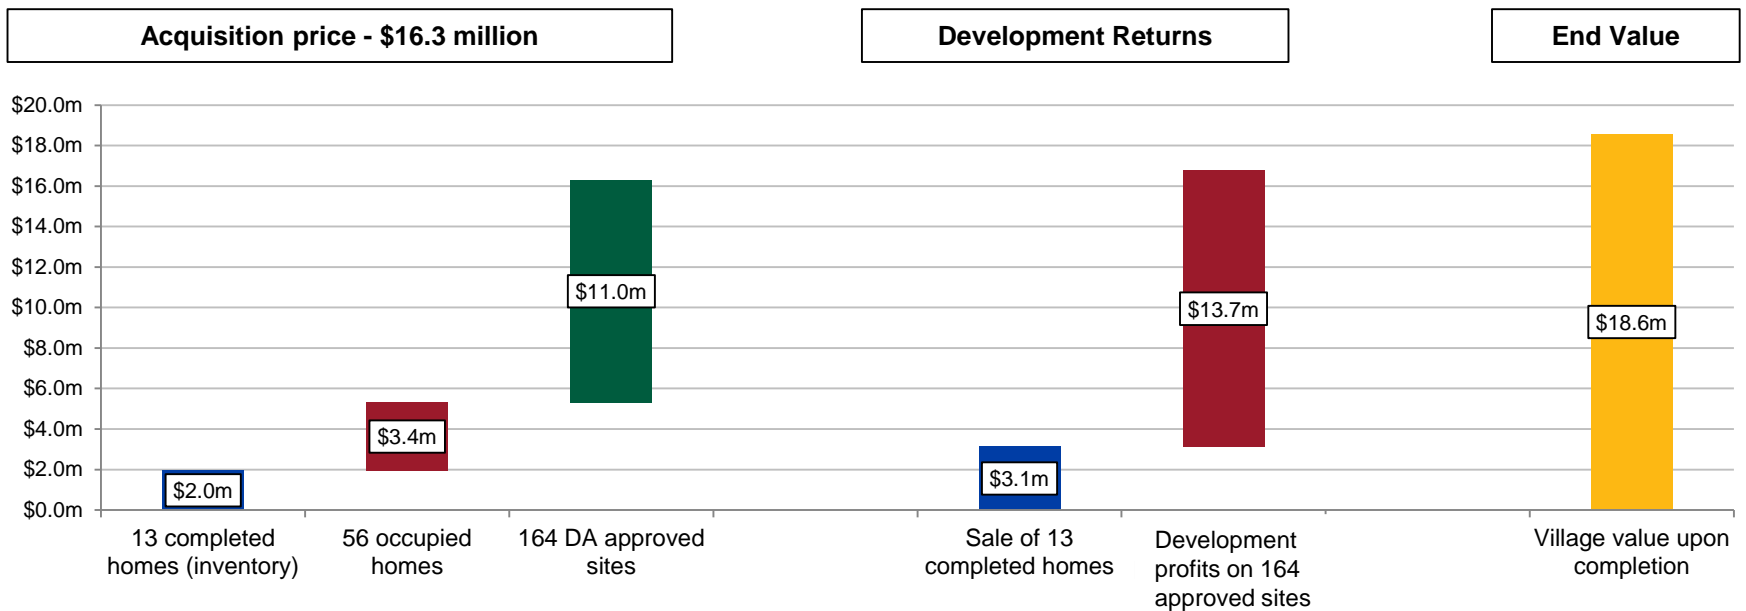 Acquisition price - $16.3 million
Development Returns
End Value
$20.0m
$18.0m
$16.0m
$14.0m
$12.0m
$10.0m
$8.0m
$6.0m
$4.0m
$2.0m
$0.0m
$2.0m
$3.4m
$11.0m
$3.1m
$13.7m
$18.6m
13 completed
homes (inventory)
56 occupied
homes
164 DA approved
sites
Sale of 13
completed homes
Development
profits on 164
approved sites
Village value upon
completion